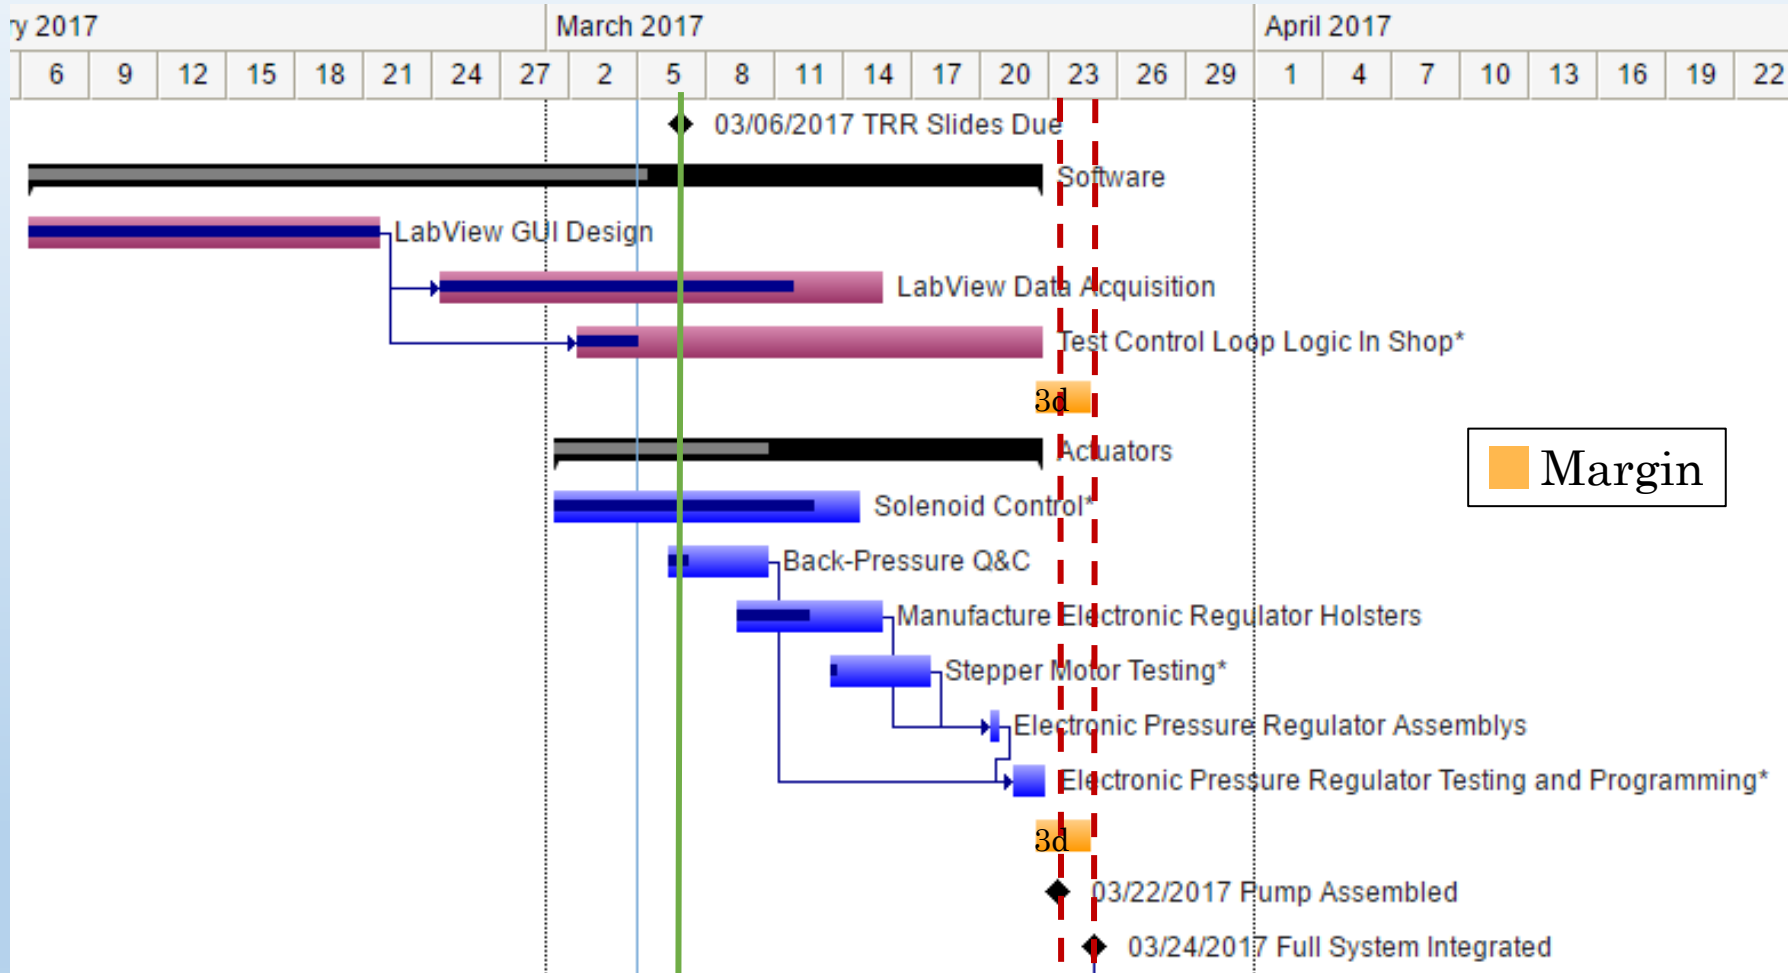 ry 2017 March 2017 April 2017
6 9 12 15 18 21 24 27 2 5 8 11 14 17 20 23 26 29 1 4 7 10 13 16 19 22
03/06/2017 TRR Slides Due
Software
LabView GUI Design
LabView Data Acquisition
Test Control Loop Logic In Shop*
3d
Actuators
Margin
Solenoid Control*
Back-Pressure Q&C
Manufacture Electronic Regulator Holsters
Stepper Motor Testing*
Electronic Pressure Regulator Assemblys
Electronic Pressure Regulator Testing and Programming*
3d
03/22/2017 Pump Assembled
03/24/2017 Full System Integrated